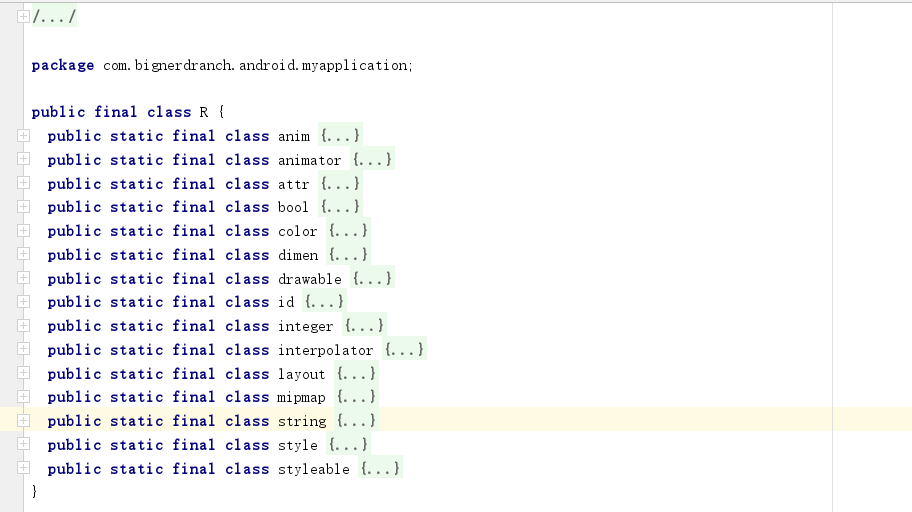 /.../
package com.bignerdranch.android.myapplication;
public final class R {
public static final class anim {...}
public static final class animator {...}
public static final class attr {...}
public static final class bool {...}
public static final class color {...}
public static final class dimen {...}
public static final class drawable {...}
public static final class id {...}
public static final class integer {...}
public static final class interpolator {...}
public static final class layout {...}
public static final class mipmap {...}
public static final class string {...}
public static final class style {...}
public static final class styleable {...}
}